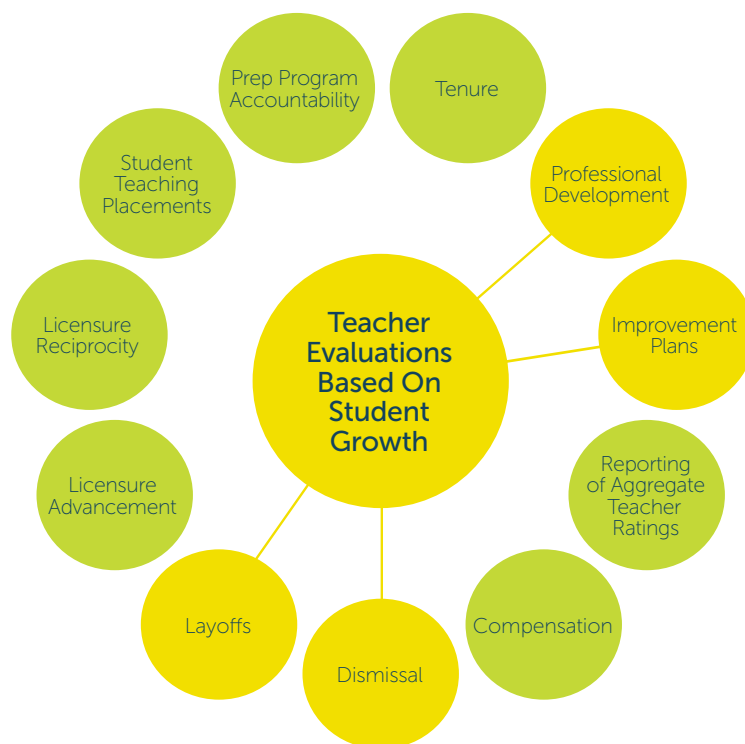 Prep Program
Accountability
Tenure
Student
Teaching
Placements
Professional
Development
Licensure
Reciprocity
Teacher
Evaluations
Based On
Student
Growth
Improvement
Plans
Licensure
Advancement
Reporting
of Aggregate
Teacher
Ratings
Layoffs
Compensation
Dismissal